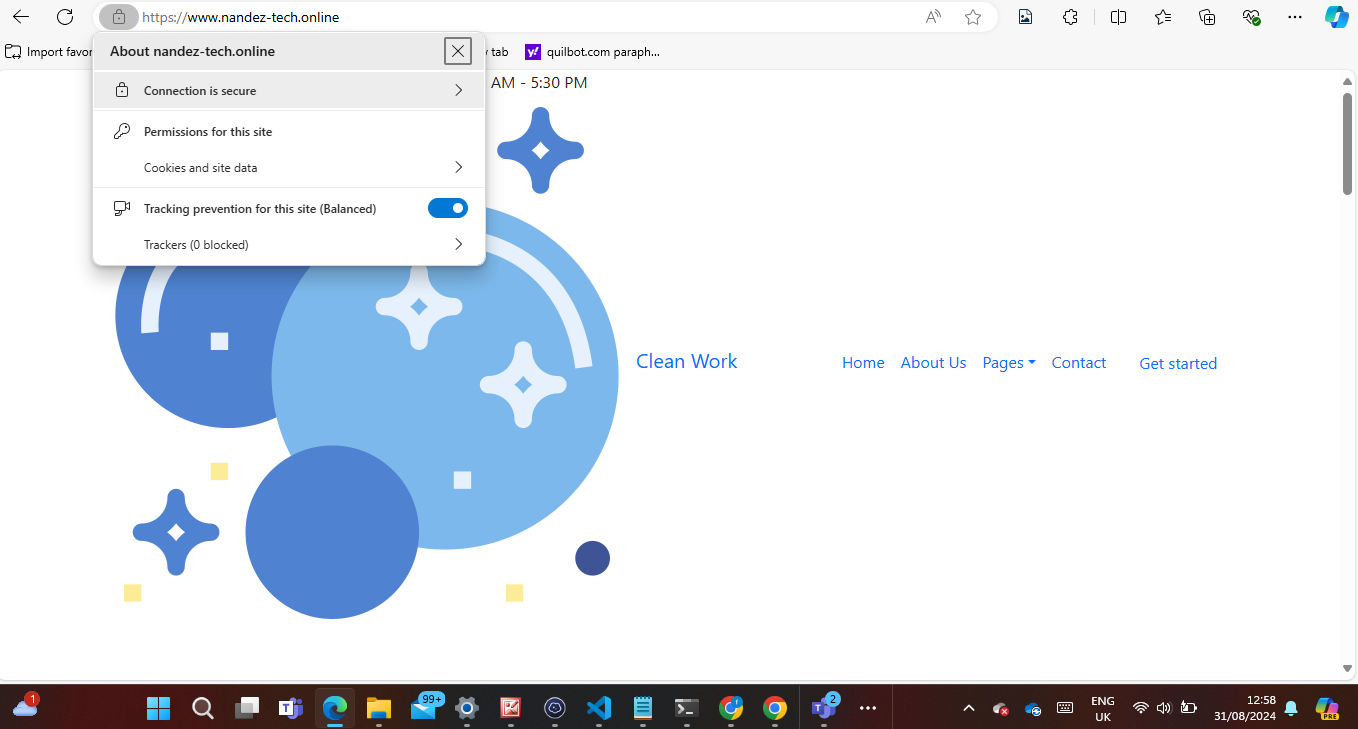 https://www.nandez-tech.online
Import favor
tab
quilbot.com paraph...
About nandez-tech.online
Connection is secure
Permissions for this site
Cookies and site data
Tracking prevention for this site (Balanced)
Trackers (0 blocked)
AM - 5:30 PM
Clean Work
Home
About Us
Pages
Contact
Get started
1
99+
2
ENG
UK
12:58
31/08/2024
PRE